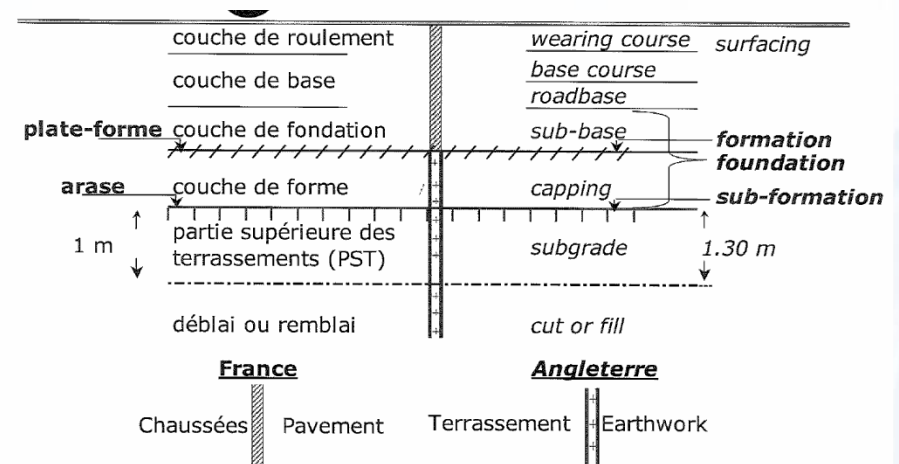 couche de roulement
wearing course
surfacing
couche de base
base course
roadbase
plate-forme
couche de fondation
sub-base
formation
foundation
arase
couche de forme
capping
sub-formation
1 m
partie supérieure des
terrassements (PST)
subgrade
1.30 m
déblai ou remblai
cut or fill
France
Angleterre
Chaussées
Pavement
Terrassement
Earthwork